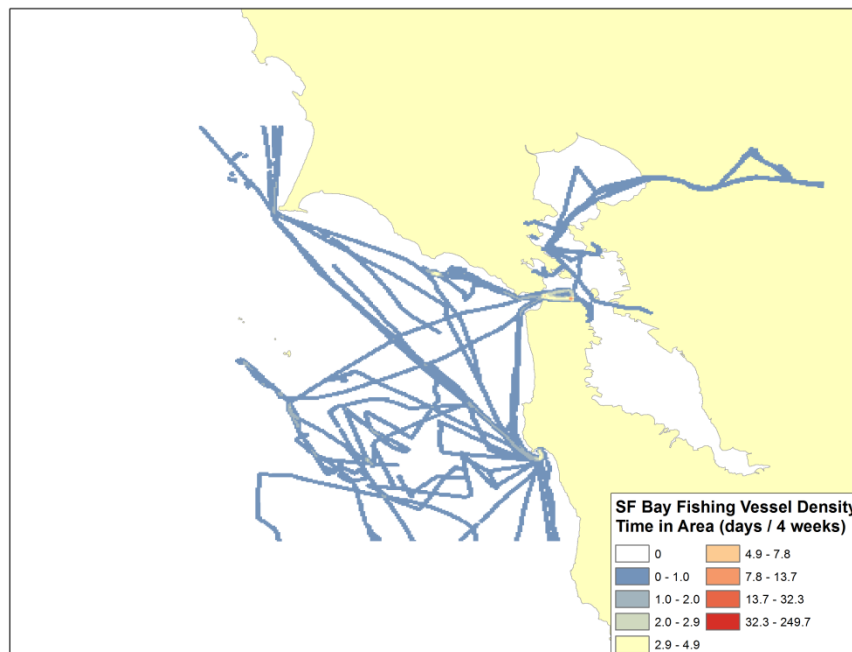 SF Bay Fishing Vessel Density
Time in Area (days / 4 weeks)
0
0 - 1.0
1.0 - 2.0
2.0 - 2.9
2.9 - 4.9
4.9 - 7.8
7.8 - 13.7
13.7 - 32.3
32.3 - 249.7